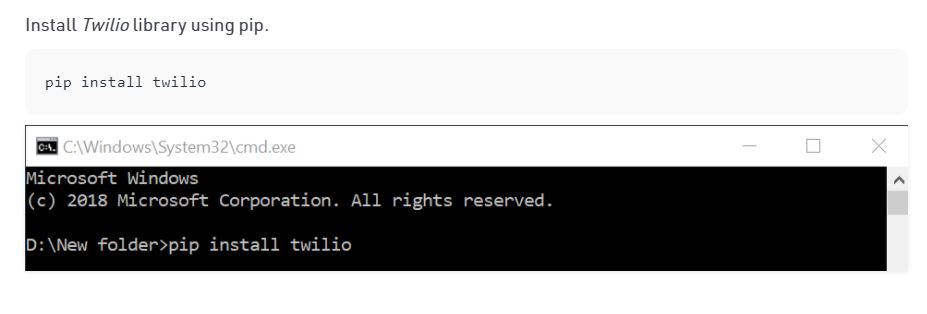 Install Twilio library using pip.
pip install twilio
C:\Windows\System32\cmd.exe
Microsoft Windows
(c) 2018 Microsoft Corporation. All rights reserved.
D:\New folder>pip install twilio